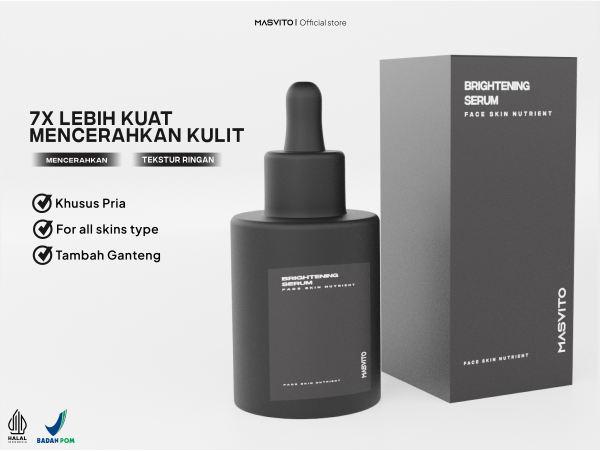 MASVITO | Official store
7X LEBIH KUAT
MENCERAHKAN KULIT
MENCERAHKAN
TEKSTUR RINGAN
Khusus Pria
For all skins type
Tambah Ganteng
BRIGHTENING
SERUM
FACE SKIN NUTRIENT
MASVITO
FACE SKIN NUTRIENT
BRIGHTENING
SERUM
FACE SKIN NUTRIENT
MASVITO
FACE SKIN NUTRIENT
HALAL
INDONESIA
BADAN POM